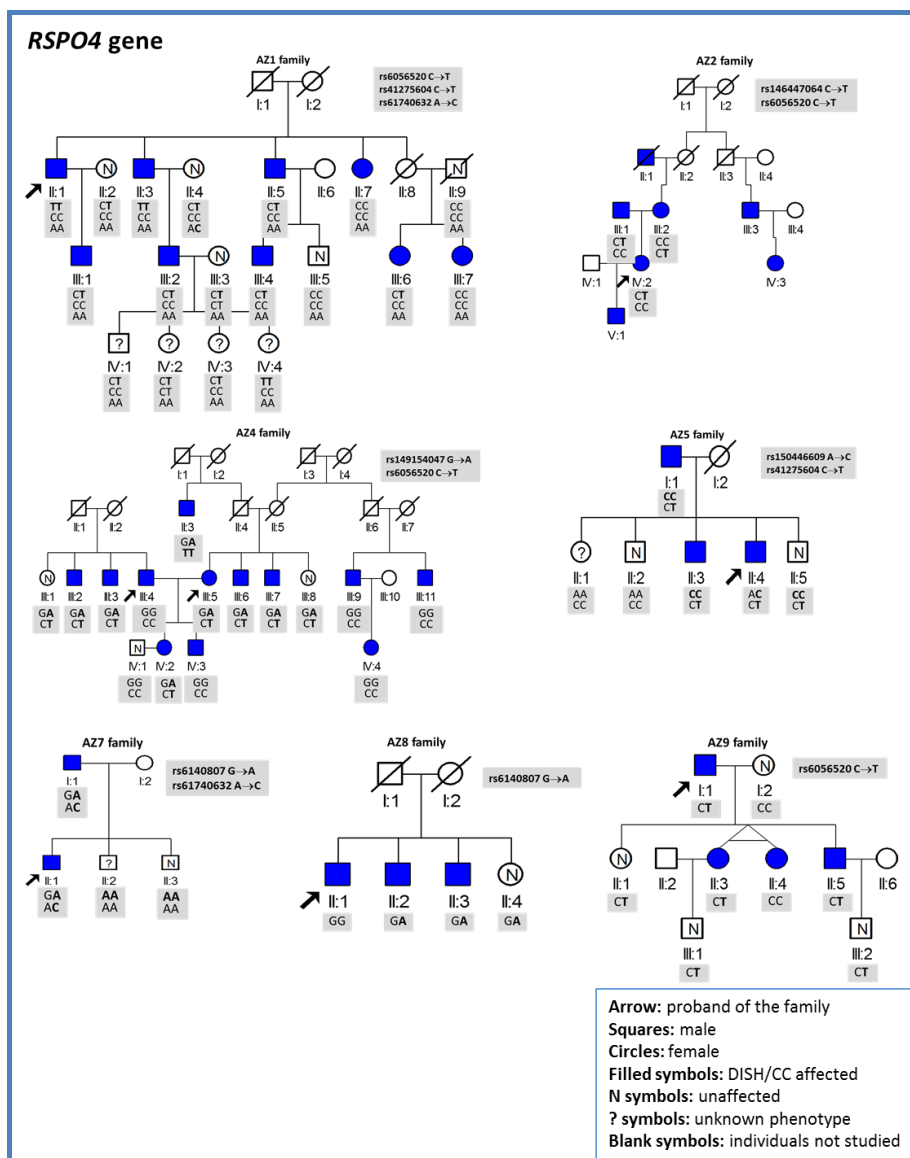 RSPO4 gene
AZ1 family
rs6056520 C→T
rs41275604 C→T
rs61740632 A→C
I:1 I:2
N N N
II:1 II:2 II:3 II:4 II:5 II:6 II:7 II:8 II:9
TT CT TT CT CT CC CC
CC CC CC CC CC CC CC
AA AA AA AC AA AA AA
N N
III:1 III:2 III:3 III:4 III:5 III:6 III:7
CT CT CT CT CC CT CC
CC CC CT CC CC CC CC
AA AA AA AA AA AA AA
? ? ? ?
IV:1 IV:2 IV:3 IV:4
CT CT CT TT
CC CT CC CC
AA AA AA AA
AZ2 family
rs146447064 C→T
rs6056520 C→T
I:1 I:2
II:1 II:2 II:3 II:4
III:1 III:2 III:3 III:4
CT CC
CC CT
IV:1 IV:2 IV:3
CT
CC
V:1
AZ4 family
rs149154047 G→A
rs6056520 C→T
I:1 I:2 I:3 I:4
II:1 II:2 II:3 II:4 II:5 II:6 II:7
GA
TT
N N
III:1 III:2 II:3 III:4 III:5 III:6 III:7 III:8 III:9 III:10 III:11
GA GA GA GG GA GA GA GA GG GG
CT CT CT CC CT CT CT CT CC CC
N
IV:1 IV:2 IV:3 IV:4
GG GA GG GG
CC CT CC CC
AZ5 family
rs150446609 A→C
rs41275604 C→T
I:1 I:2
CC
CT
? N N
II:1 II:2 II:3 II:4 II:5
AA AA CC AC CC
CC CC CT CT CT
AZ7 family
rs6140807 G→A
rs61740632 A→C
I:1 I:2
GA
AC
? N
II:1 II:2 II:3
GA AA AA
AC AA AA
AZ8 family
rs6140807 G→A
I:1 I:2
N
II:1 II:2 II:3 II:4
GG GA GA GA
AZ9 family
rs6056520 C→T
N
I:1 I:2
CT CC
N
II:1 II:2 II:3 II:4 II:5 II:6
CT CT CC CT
N N
III:1 III:2
CT CT
Arrow: proband of the family
Squares: male
Circles: female
Filled symbols: DISH/CC affected
N symbols: unaffected
? symbols: unknown phenotype
Blank symbols: individuals not studied